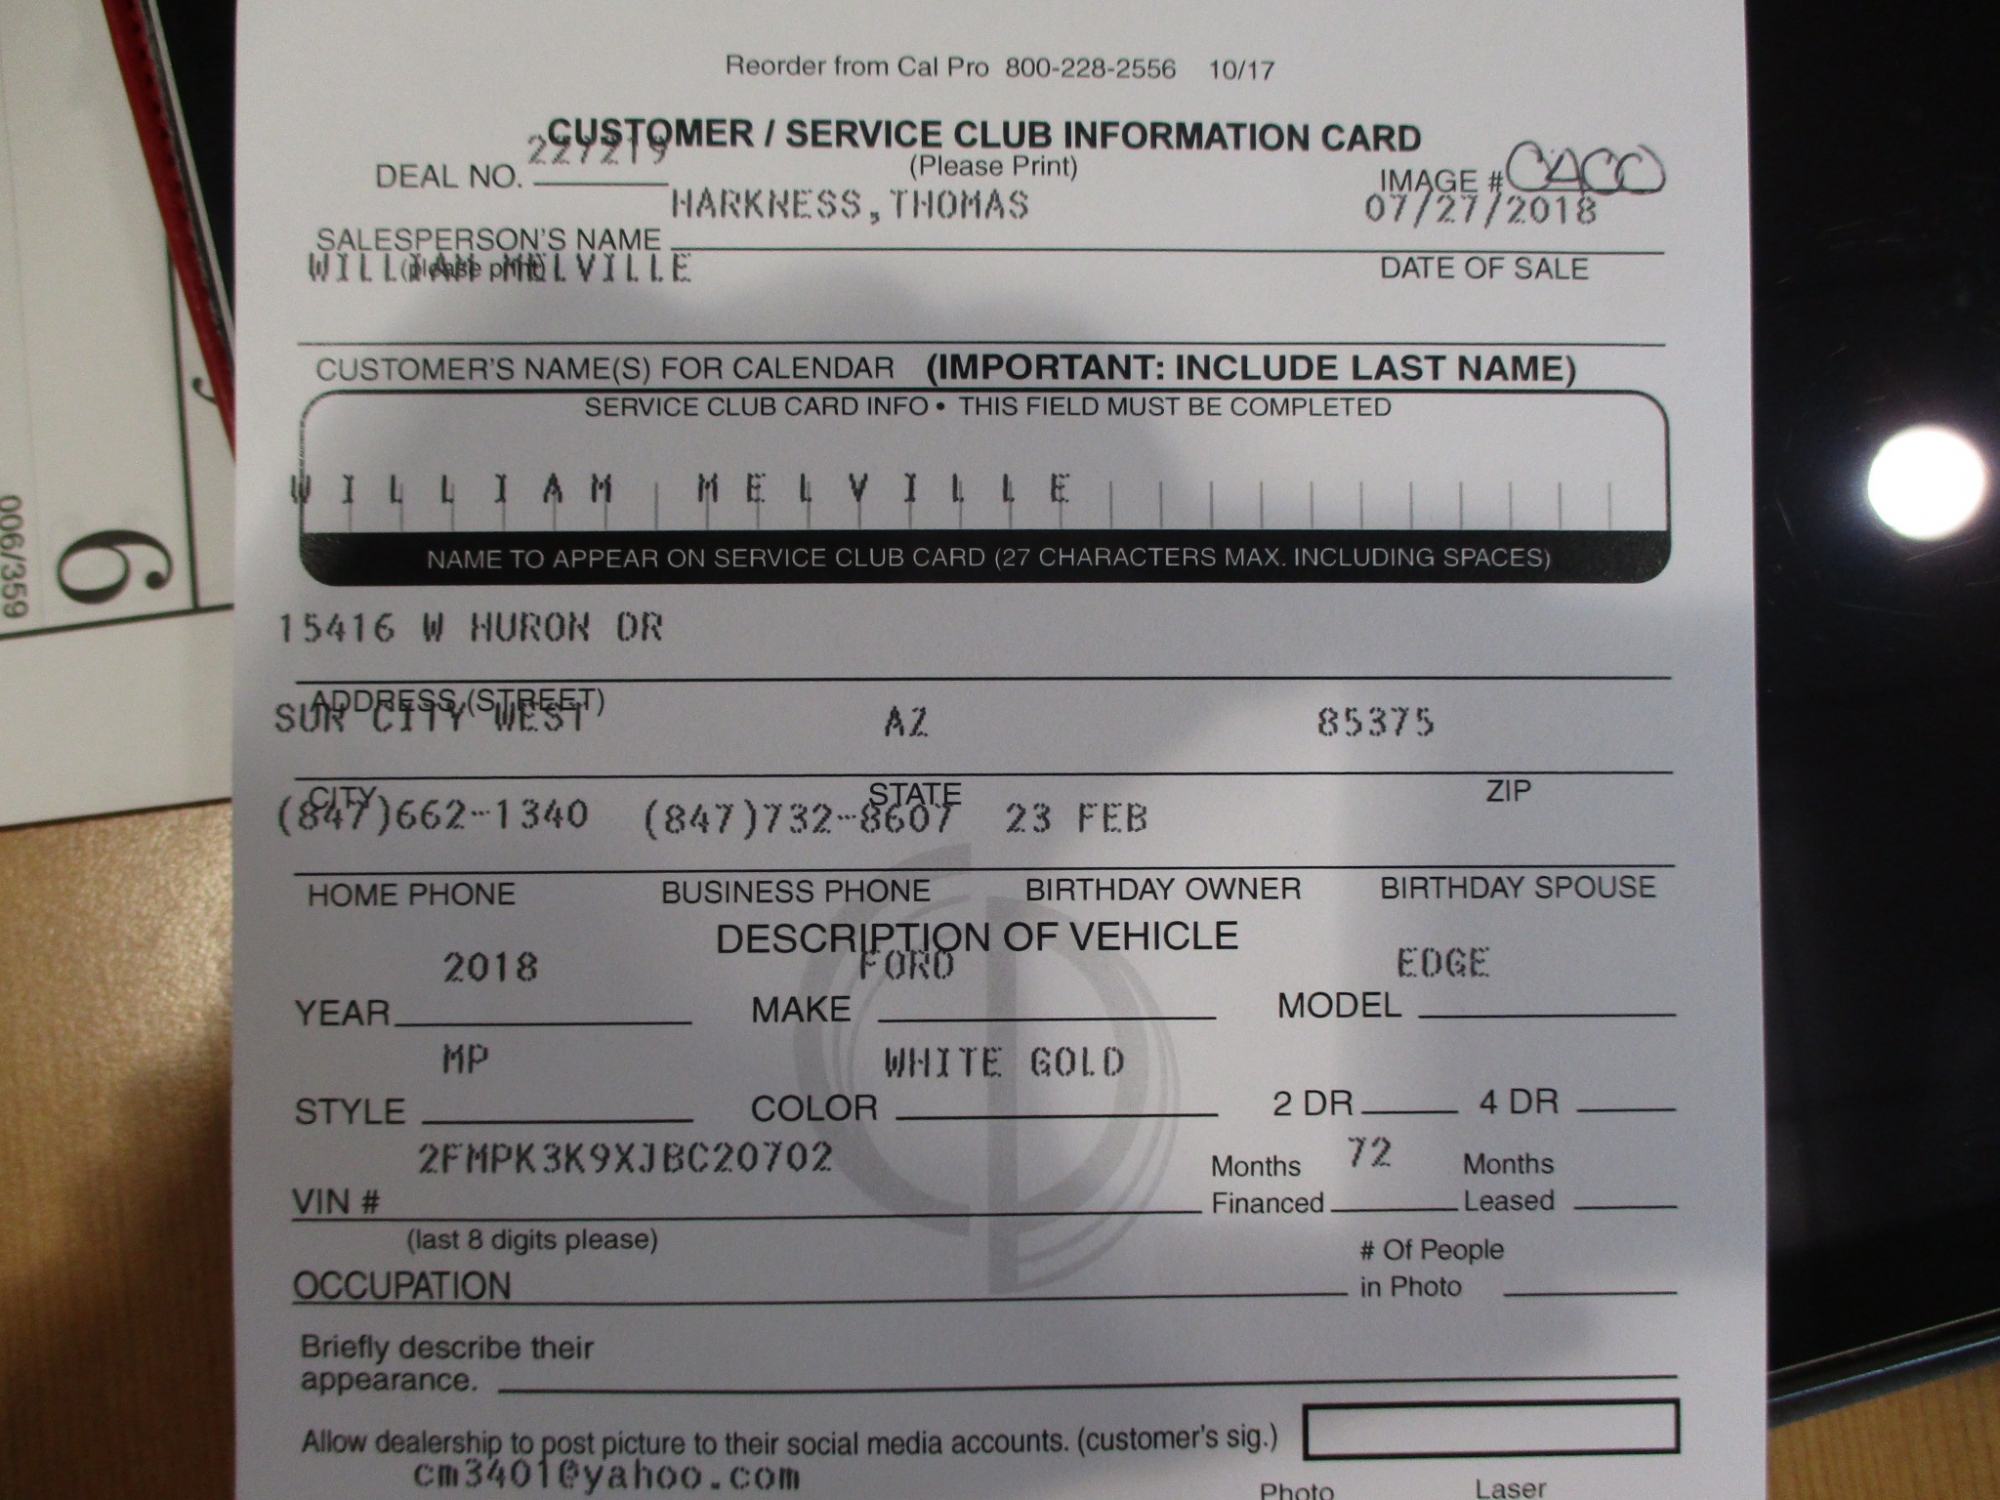 Reorder from Cal Pro 800-228-2556 10/17
CUSTOMER / SERVICE CLUB INFORMATION CARD
(Please Print)
DEAL NO. 227219
IMAGE #
HARKNESS,THOMAS
07/27/2018
SALESPERSON'S NAME
(please print)
DATE OF SALE
WILLIAM MELVILLE
CUSTOMER'S NAME(S) FOR CALENDAR (IMPORTANT: INCLUDE LAST NAME)
SERVICE CLUB CARD INFO • THIS FIELD MUST BE COMPLETED
WILLIAM MELVILLE
NAME TO APPEAR ON SERVICE CLUB CARD (27 CHARACTERS MAX. INCLUDING SPACES)
15416 W HURON DR
ADDRESS (STREET)
SUN CITY WEST AZ 85375
CITY STATE ZIP
(847)662-1340 (847)732-8607 23 FEB
HOME PHONE BUSINESS PHONE BIRTHDAY OWNER BIRTHDAY SPOUSE
DESCRIPTION OF VEHICLE
2018 FORD EDGE
YEAR MAKE MODEL
MP WHITE GOLD
STYLE COLOR 2 DR 4 DR
2FMPK3K9XJBC20702 72
VIN # Months Financed Months Leased
(last 8 digits please)
OCCUPATION # Of People in Photo
Briefly describe their
appearance.
Allow dealership to post picture to their social media accounts. (customer's sig.)
cm3401@yahoo.com
Photo Laser
006/359
6